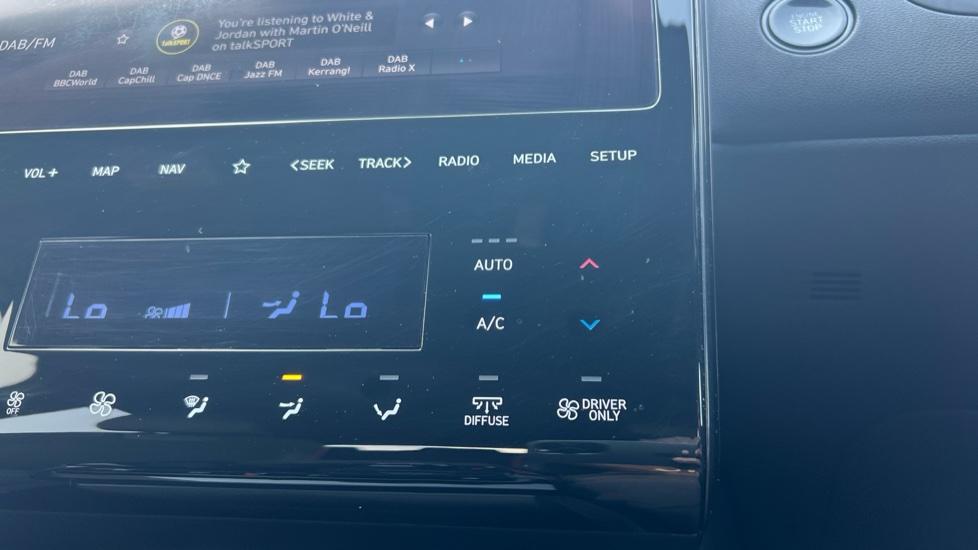 DAB/FM
talkSPORT
You're listening to White &
Jordan with Martin O'Neill
on talkSPORT
DAB
BBCWorld
DAB
CapChill
DAB
Cap DNCE
DAB
Jazz FM
DAB
Kerrang!
DAB
Radio X
ENGINE
START
STOP
VOL +
MAP
NAV
<SEEK
TRACK>
RADIO
MEDIA
SETUP
Lo
Lo
AUTO
A/C
OFF
DIFFUSE
DRIVER
ONLY